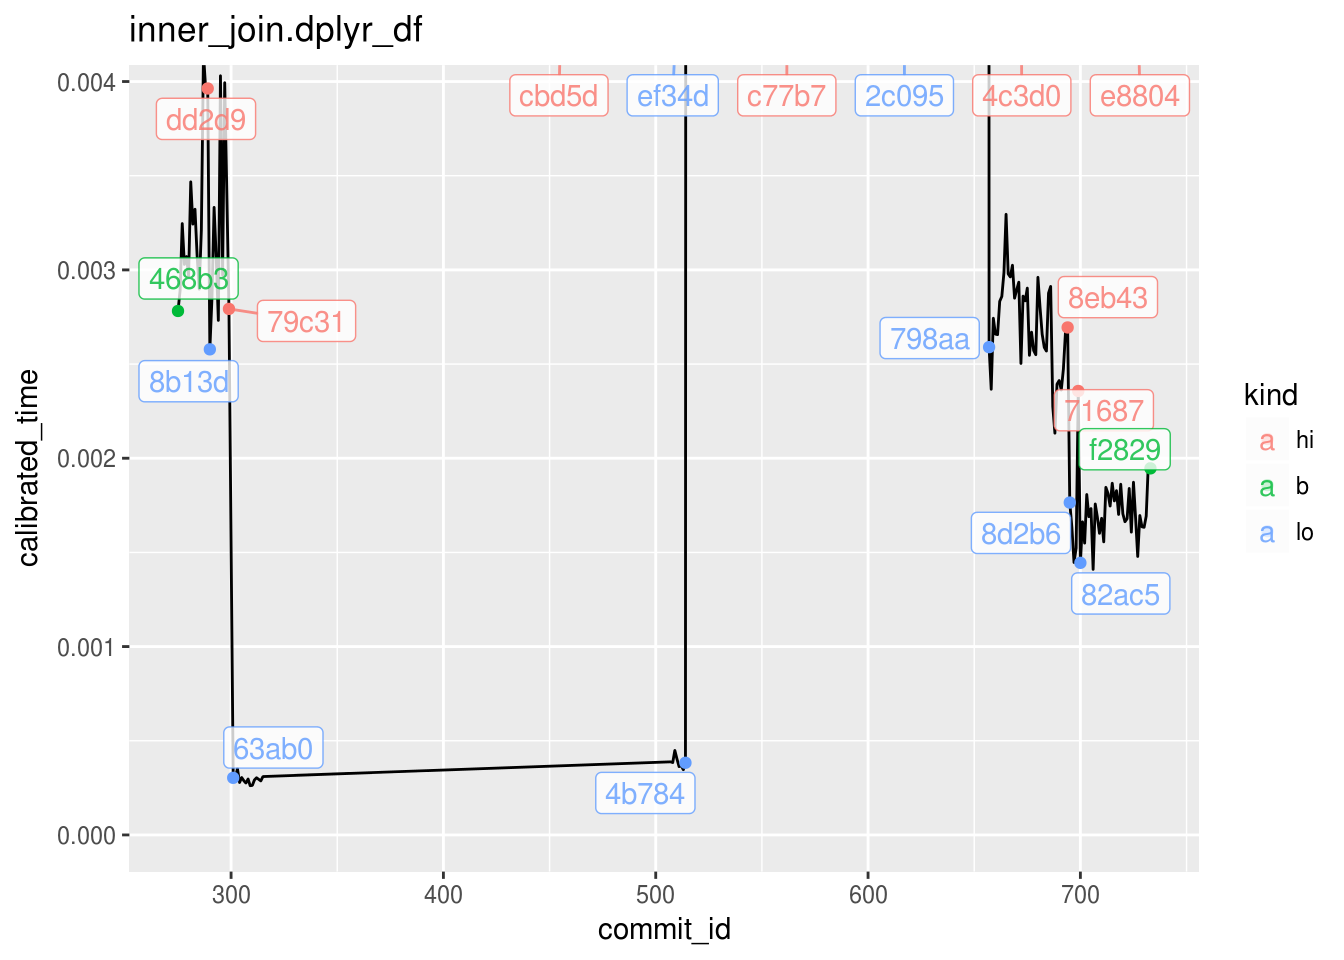 inner_join.dplyr_df
0.004
0.003
0.002
0.001
0.000
calibrated_time
dd2d9
cbd5d
ef34d
c77b7
2c095
4c3d0
e8804
468b3
79c31
8b13d
798aa
8eb43
71687
f2829
8d2b6
82ac5
63ab0
4b784
300 400 500 600 700
commit_id
kind
a hi
a b
a lo